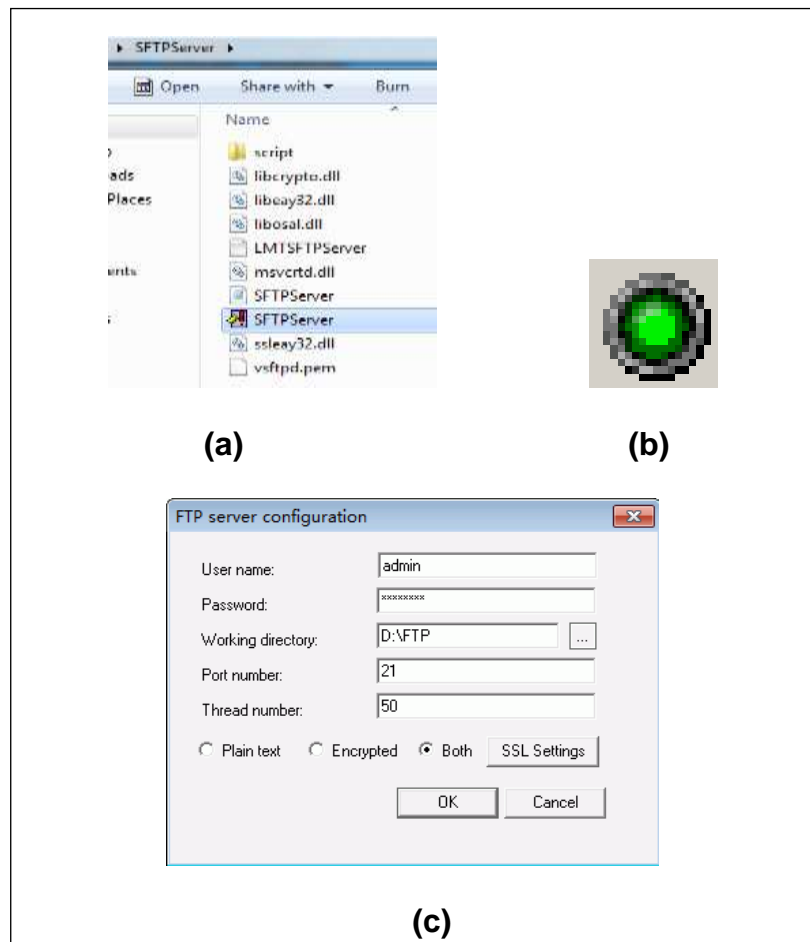 SFTPServer
Open Share with Burn
Name
script
ads
libcrypto.dll
Places
libeay32.dll
libosal.dll
LMTSFTPServer
ents
msvcrtd.dll
SFTPServer
SFTPServer
ssleay32.dll
vsftpd.pem
(a)
(b)
FTP server configuration
User name: admin
Password: ********
Working directory: D:\FTP ...
Port number: 21
Thread number: 50
Plain text Encrypted Both SSL Settings
OK Cancel
(c)